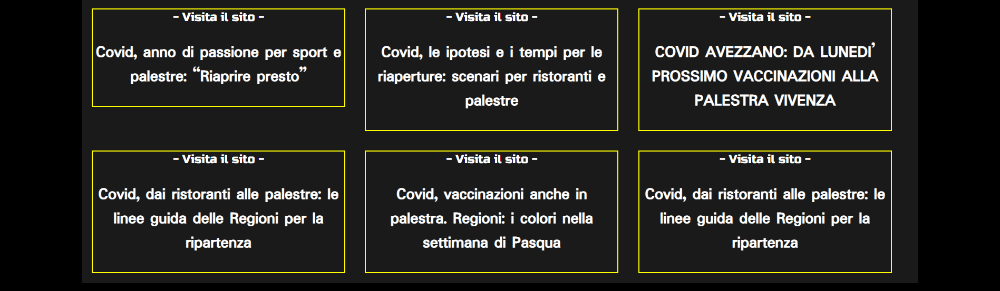 - Visita il sito -
Covid, anno di passione per sport e
palestre: “Riaprire presto”
- Visita il sito -
Covid, le ipotesi e i tempi per le
riaperture: scenari per ristoranti e
palestre
- Visita il sito -
COVID AVEZZANO: DA LUNEDI’
PROSSIMO VACCINAZIONI ALLA
PALESTRA VIVENZA
- Visita il sito -
Covid, dai ristoranti alle palestre: le
linee guida delle Regioni per la
ripartenza
- Visita il sito -
Covid, vaccinazioni anche in
palestra. Regioni: i colori nella
settimana di Pasqua
- Visita il sito -
Covid, dai ristoranti alle palestre: le
linee guida delle Regioni per la
ripartenza